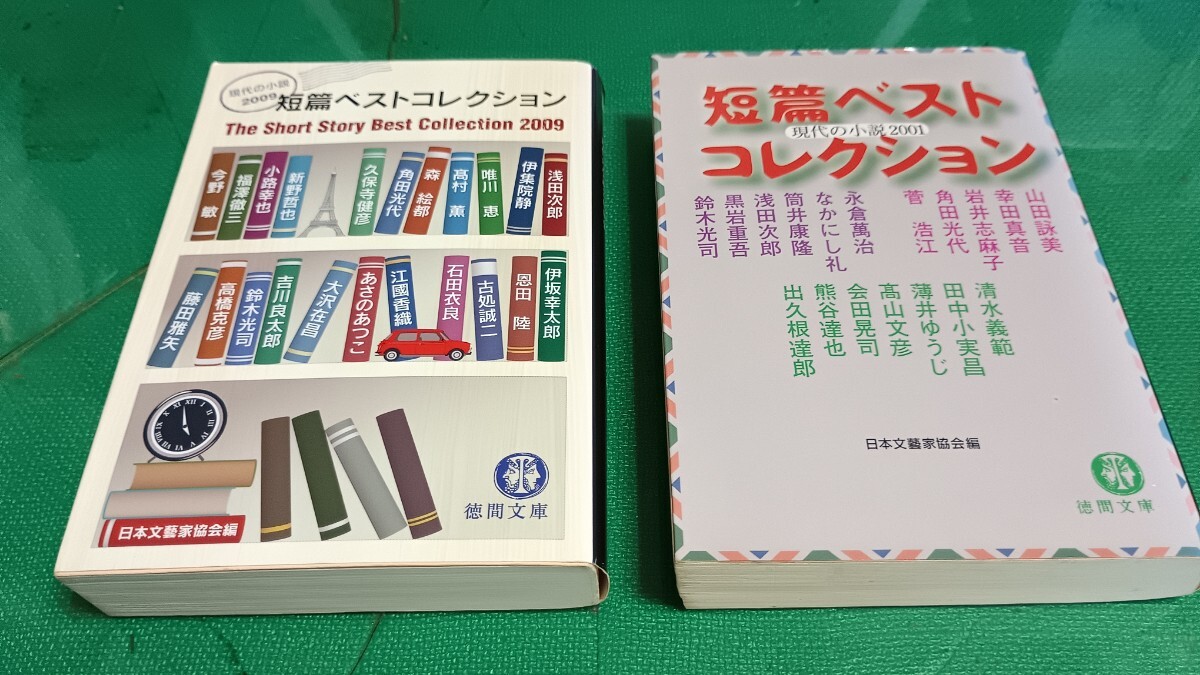 現代の小説
2009
短篇ベストコレクション
The Short Story Best Collection 2009
浅田次郎
伊集院静
唯川 恵
髙村 薫
森 絵都
角田光代
久保寺健彦
新野哲也
小路幸也
福澤徹三
今野 敏
伊坂幸太郎
恩田 陸
古処誠二
石田衣良
江國香織
あさのあつこ
大沢在昌
吉川良太郎
鈴木光司
高橋克彦
藤田雅矢
日本文藝家協会編
徳間文庫
短篇ベスト
現代の小説2001
コレクション
山田詠美
幸田真音
岩井志麻子
角田光代
菅 浩江
永倉萬治
なかにし礼
筒井康隆
浅田次郎
黒岩重吾
鈴木光司
清水義範
田中小実昌
薄井ゆうじ
髙山文彦
会田晃司
熊谷達也
出久根達郎
日本文藝家協会編
徳間文庫